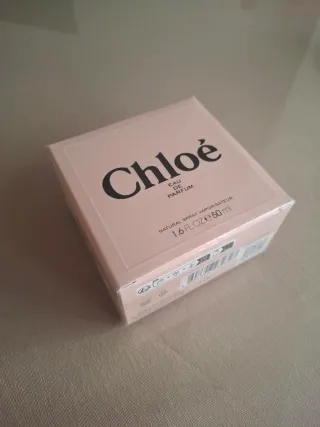 Chloé
EAU
DE
PARFUM
NATURAL SPRAY VAPORISATEUR
1.6 FL.OZ e 50 ml